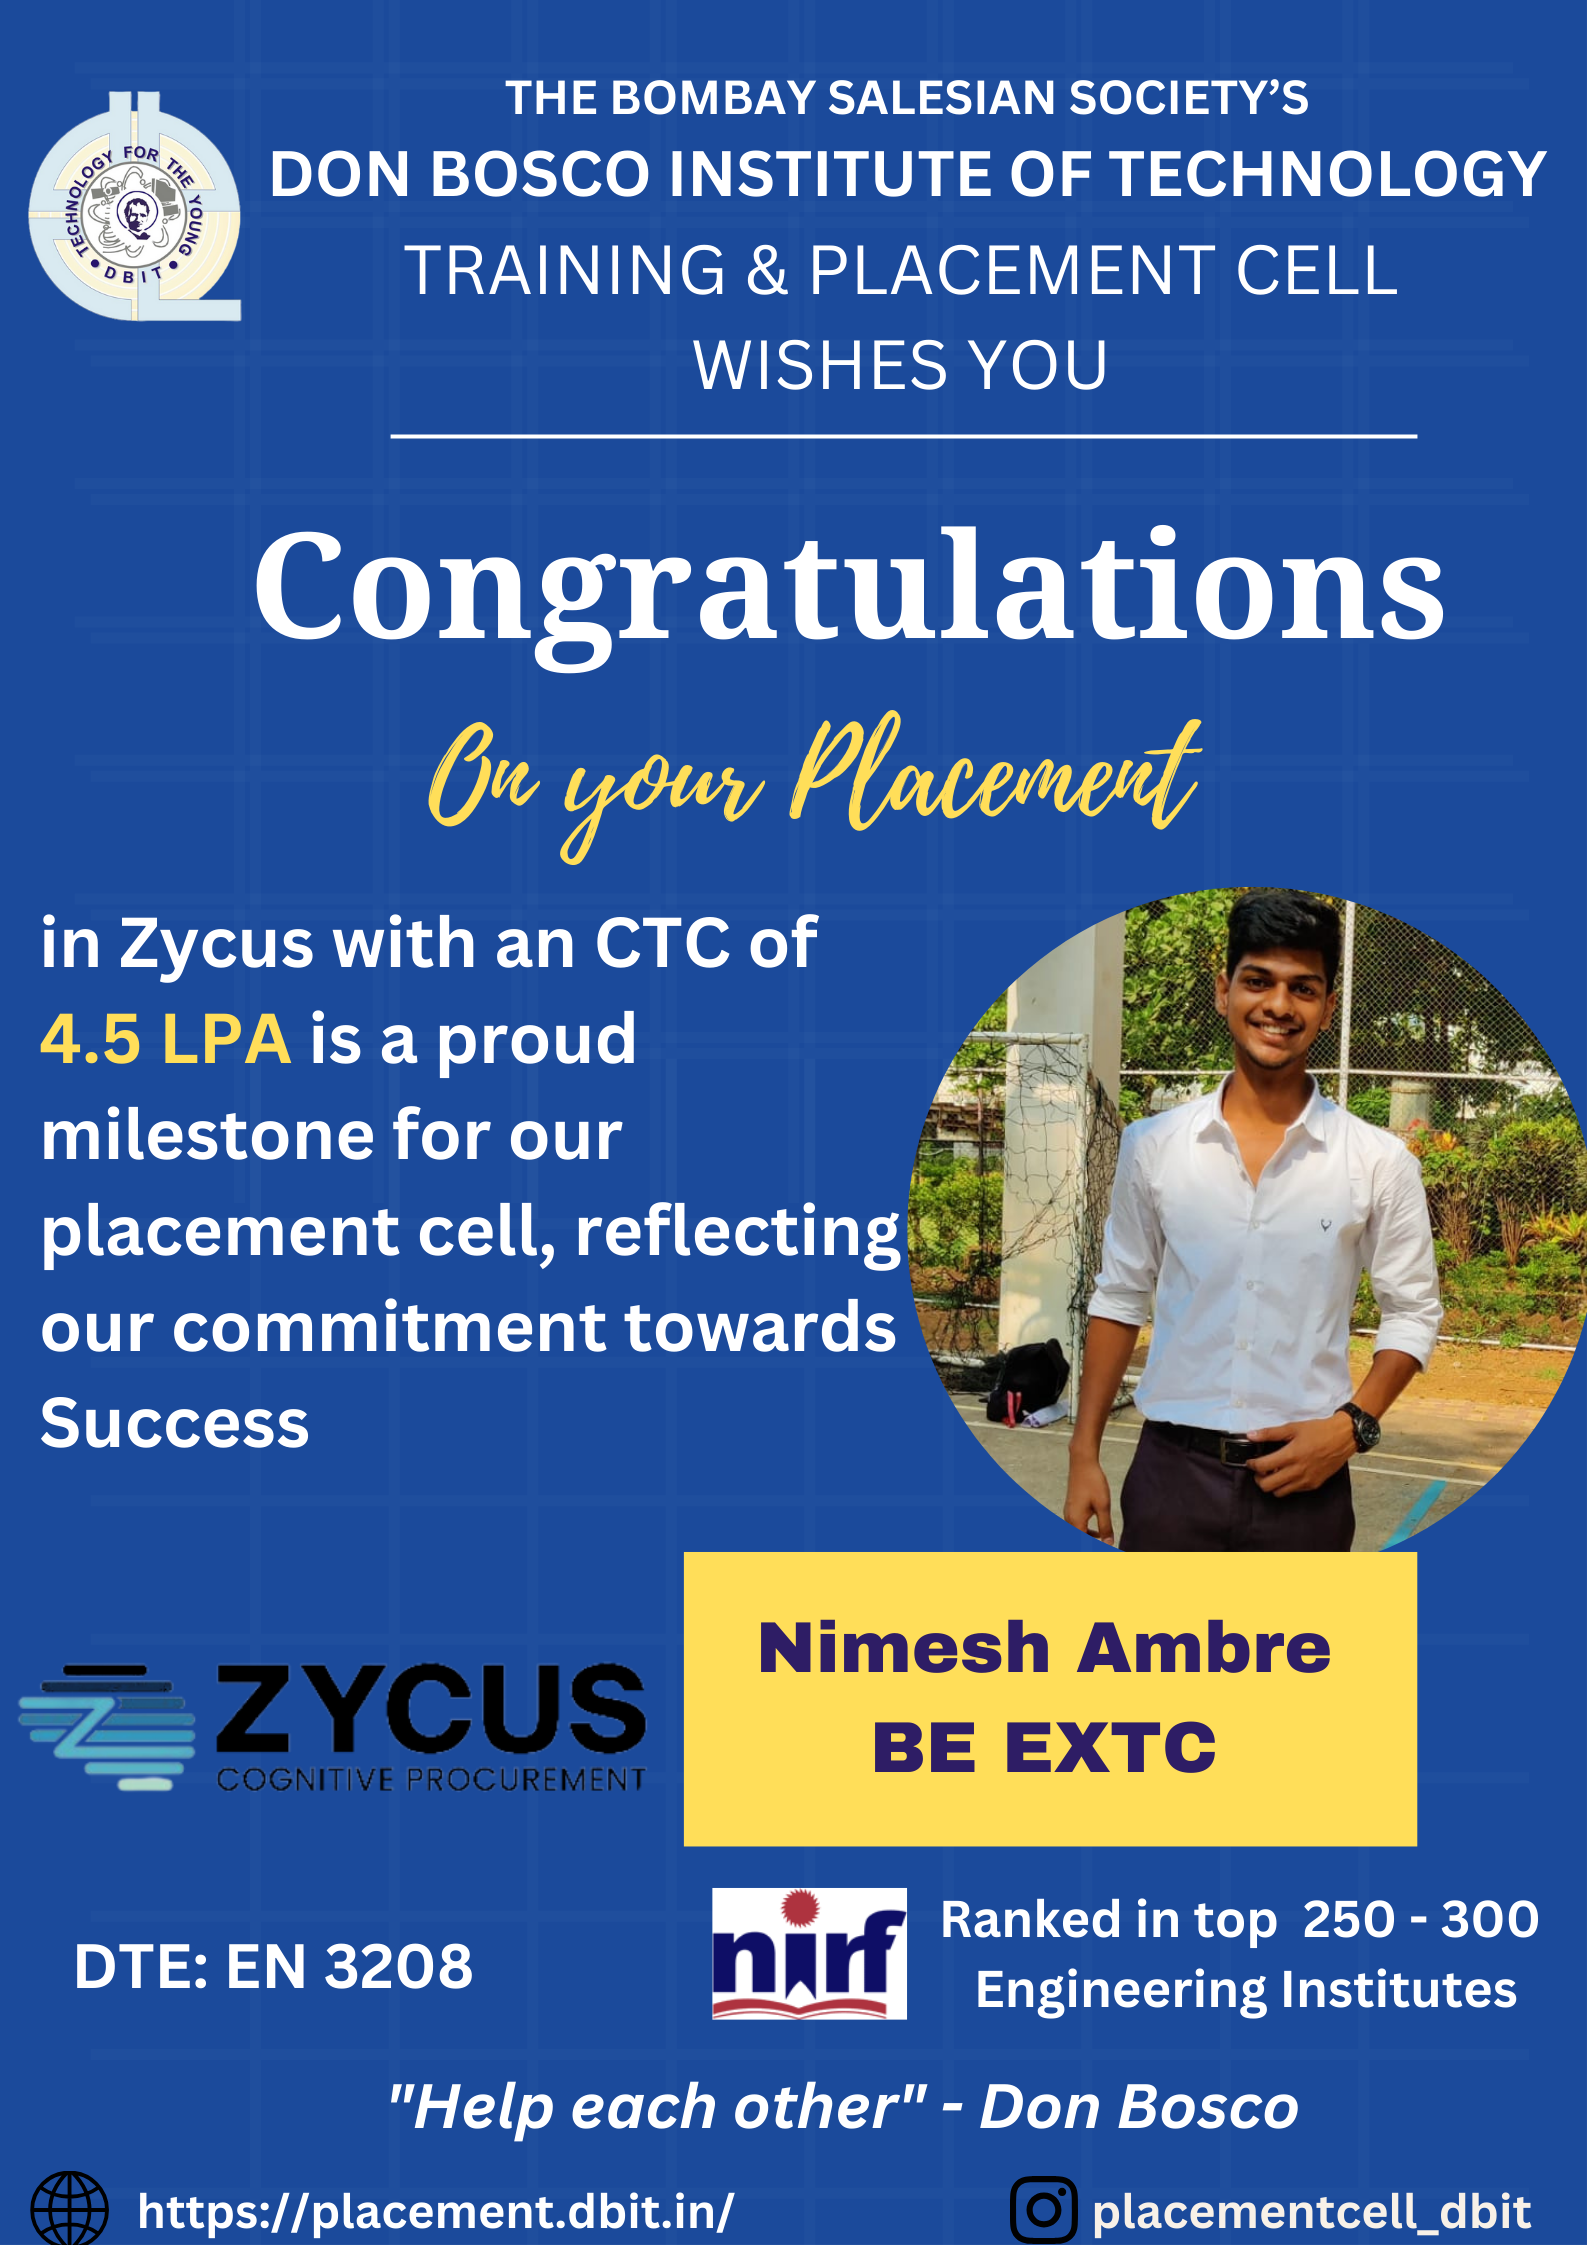 THE BOMBAY SALESIAN SOCIETY’S
DON BOSCO INSTITUTE OF TECHNOLOGY
TRAINING & PLACEMENT CELL
WISHES YOU
TECHNOLOGY FOR THE YOUNG
DBIT
Congratulations
On your Placement
in Zycus with an CTC of
4.5 LPA is a proud
milestone for our
placement cell, reflecting
our commitment towards
Success
Nimesh Ambre
BE EXTC
ZYCUS
COGNITIVE PROCUREMENT
DTE: EN 3208
nirf
Ranked in top 250 - 300
Engineering Institutes
"Help each other" - Don Bosco
https://placement.dbit.in/
placementcell_dbit